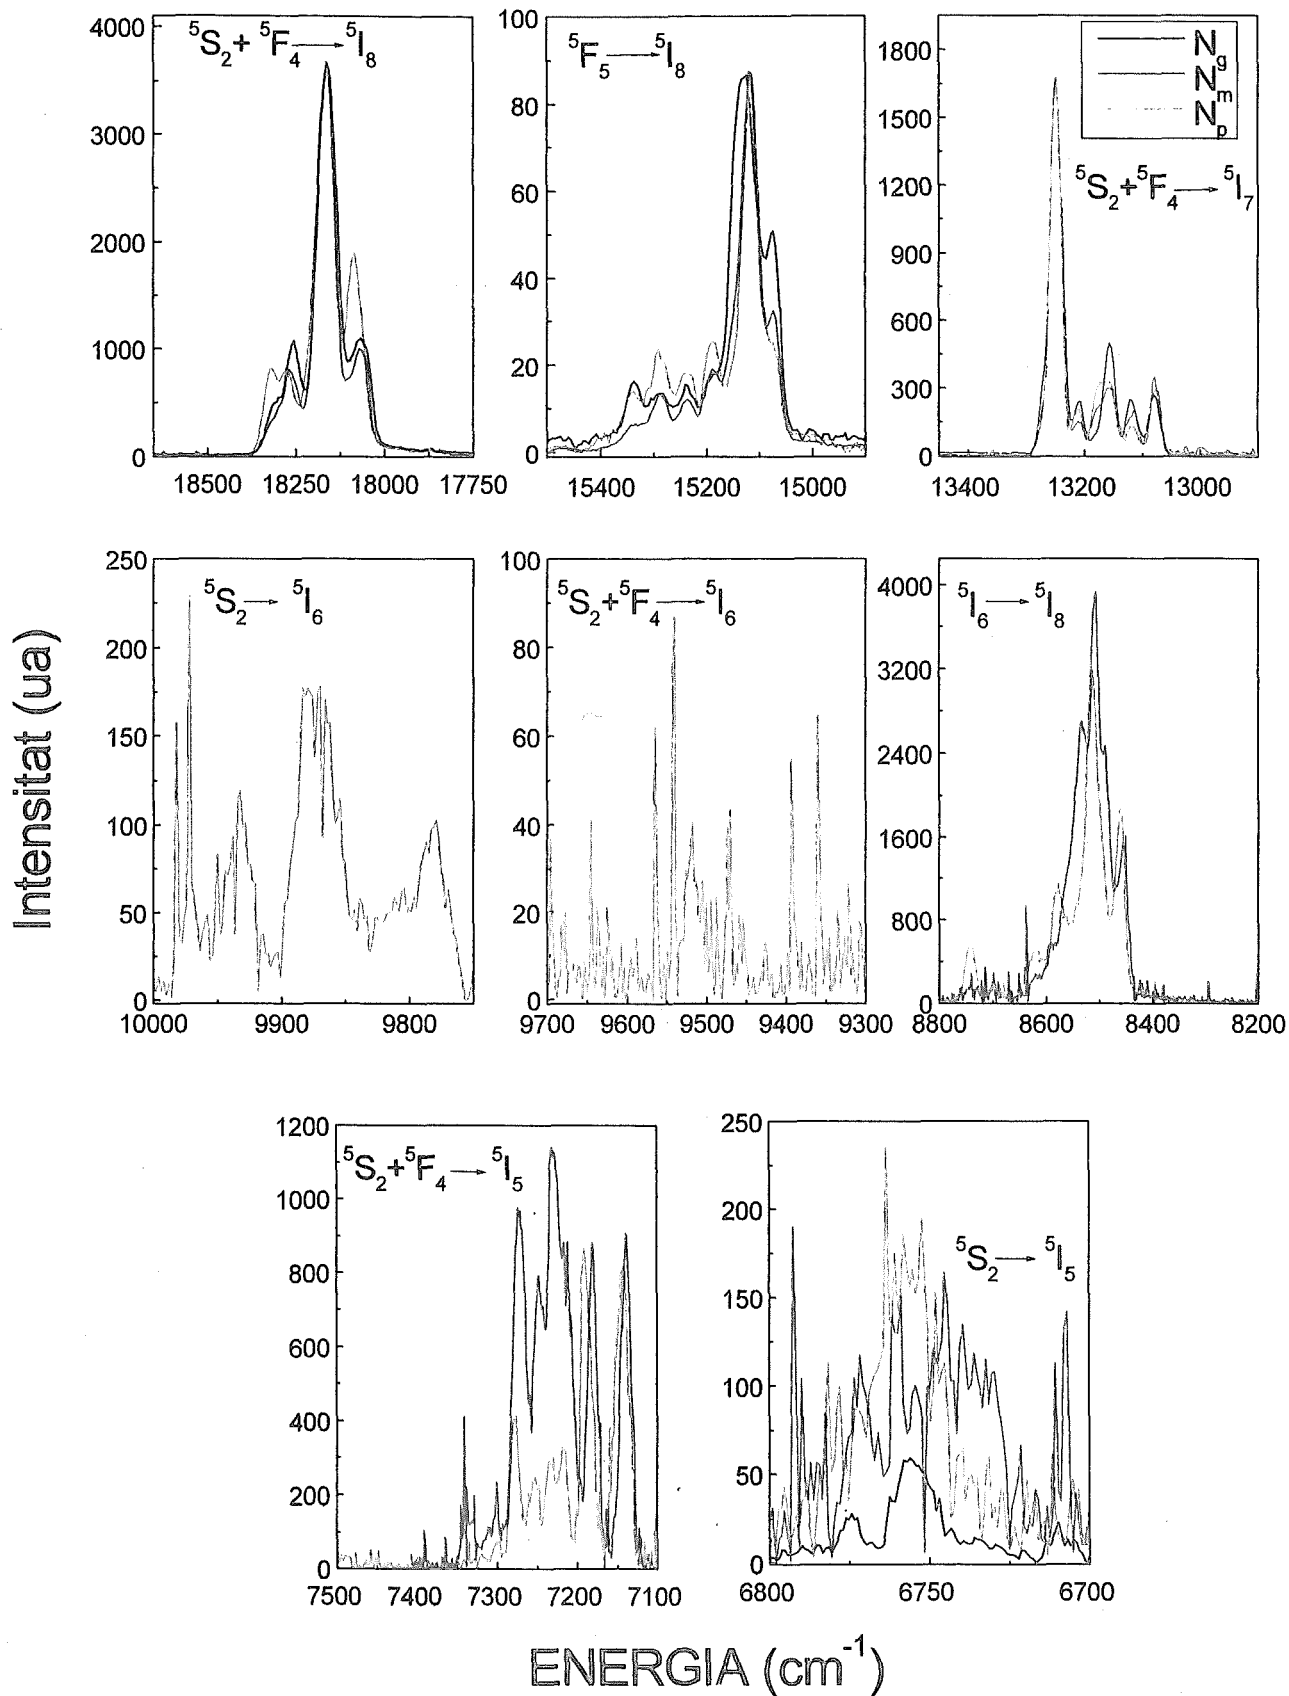 ⁵S₂+ ⁵F₄ → ⁵I₈
4000
3000
2000
1000
0
18500 18250 18000 17750
⁵F₅ → ⁵I₈
100
80
60
40
20
0
15400 15200 15000
N_g
N_m
N_p
⁵S₂+⁵F₄ → ⁵I₇
1800
1500
1200
900
600
300
0
13400 13200 13000
⁵S₂ → ⁵I₆
250
200
150
100
50
0
10000 9900 9800
⁵S₂+⁵F₄ → ⁵I₆
100
80
60
40
20
0
9700 9600 9500 9400 9300
⁵I₆ → ⁵I₈
4000
3200
2400
1600
800
0
8800 8600 8400 8200
Intensitat (ua)
⁵S₂+⁵F₄ → ⁵I₅
1200
1000
800
600
400
200
0
7500 7400 7300 7200 7100
⁵S₂ → ⁵I₅
250
200
150
100
50
0
6800 6750 6700
ENERGIA (cm⁻¹)